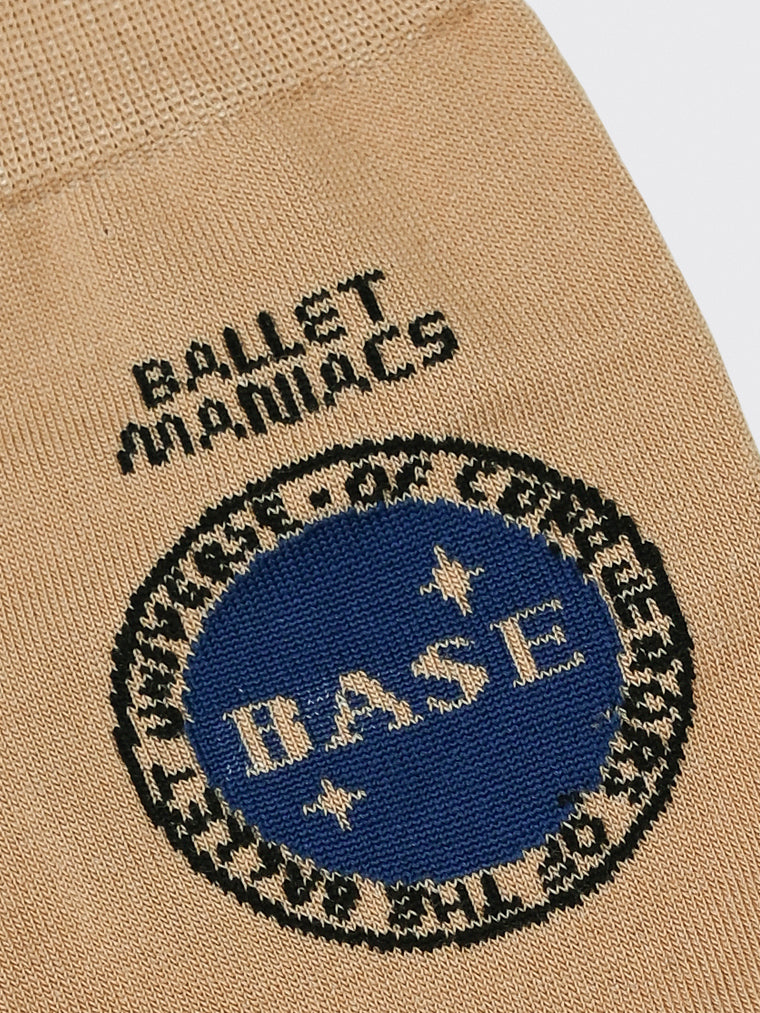 BALLET
MANIACS
OF THE BALLET UNIVERSE · OF
BASE